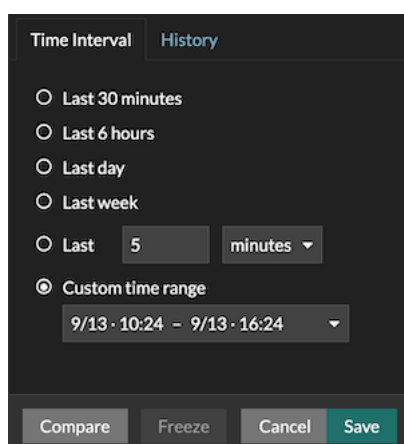 Time Interval History
Last 30 minutes
Last 6 hours
Last day
Last week
Last 5 minutes
Custom time range
9/13 · 10:24 – 9/13 · 16:24
Compare Freeze Cancel Save